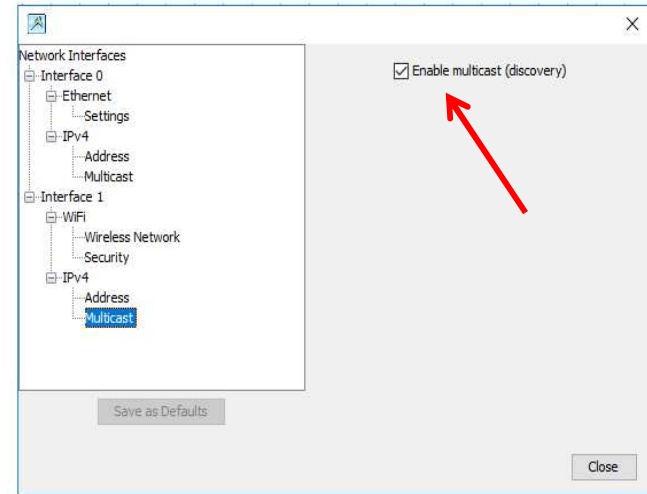 Network Interfaces
Interface 0
Ethernet
Settings
IPv4
Address
Multicast
Interface 1
WiFi
Wireless Network
Security
IPv4
Address
Multicast
Enable multicast (discovery)
Save as Defaults
Close